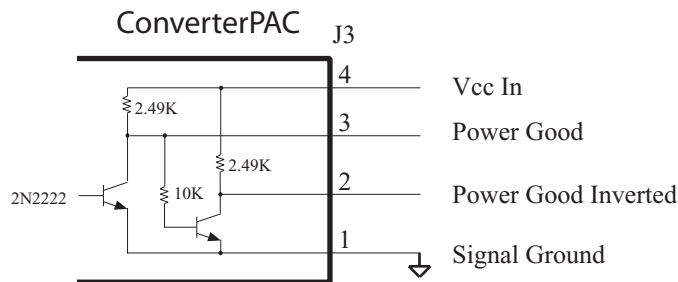 ConverterPAC
J3
4 Vcc In
2.49K
3 Power Good
2.49K
2N2222
10K
2 Power Good Inverted
1 Signal Ground